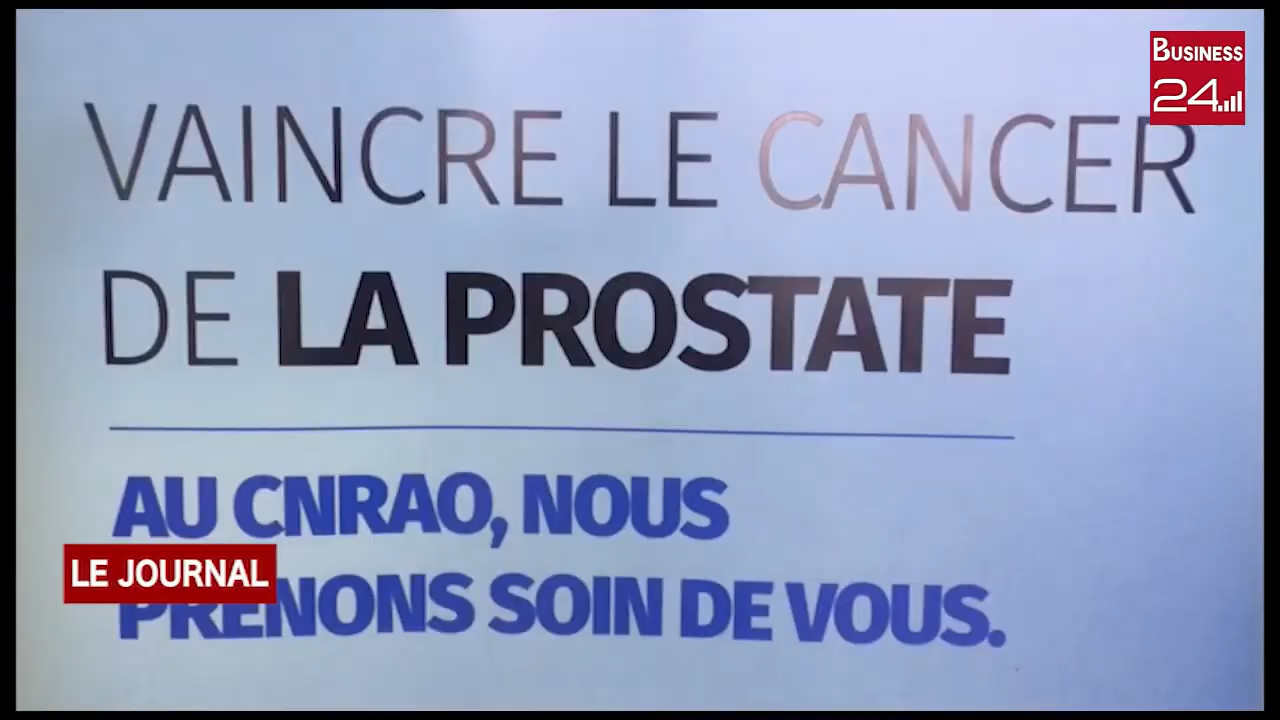 BUSINESS
24
VAINCRE LE CANCER
DE LA PROSTATE
AU CNRAO, NOUS
LE JOURNAL
PRENONS SOIN DE VOUS.